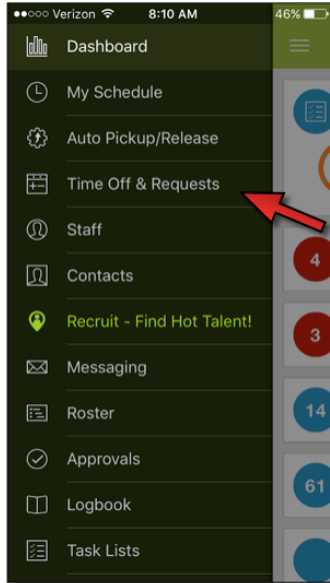 Verizon 8:10 AM 46%
Dashboard
My Schedule
Auto Pickup/Release
Time Off & Requests
Staff
4
Contacts
Recruit - Find Hot Talent!
3
Messaging
Roster
14
Approvals
61
Logbook
Task Lists